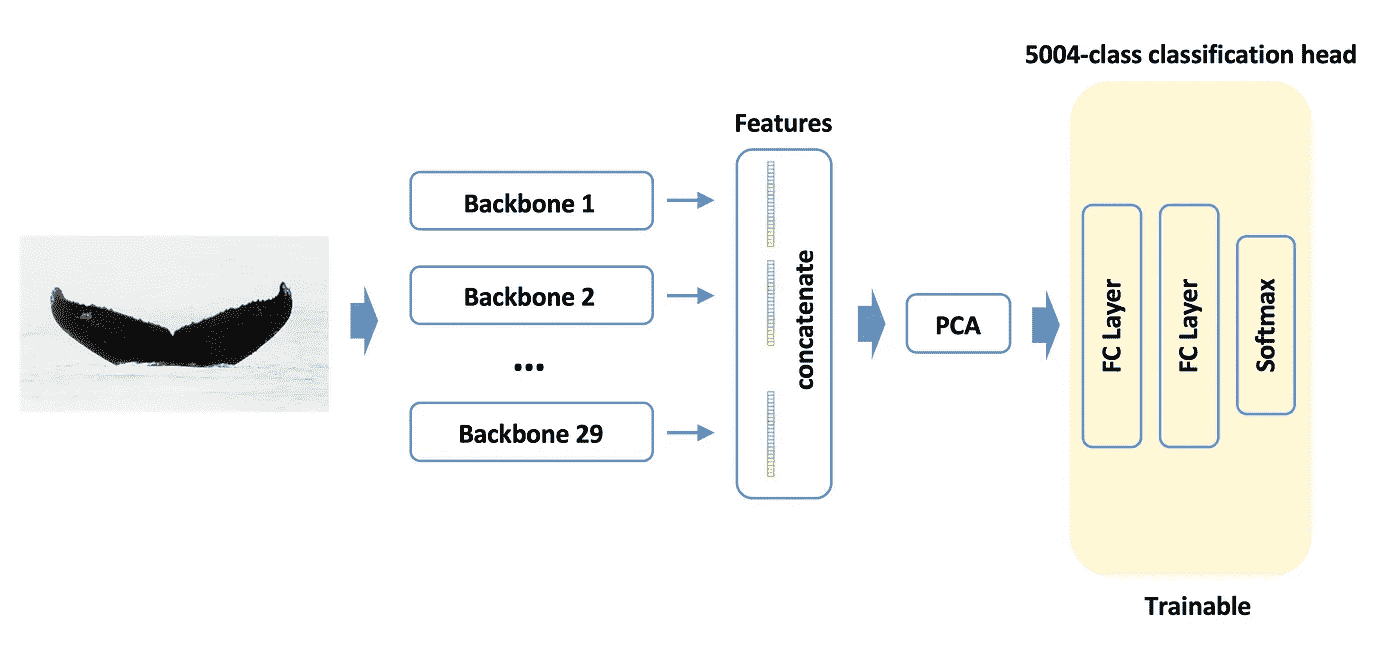 5004-class classification head
Features
Backbone 1
Backbone 2
...
Backbone 29
concatenate
PCA
FC Layer
FC Layer
Softmax
Trainable